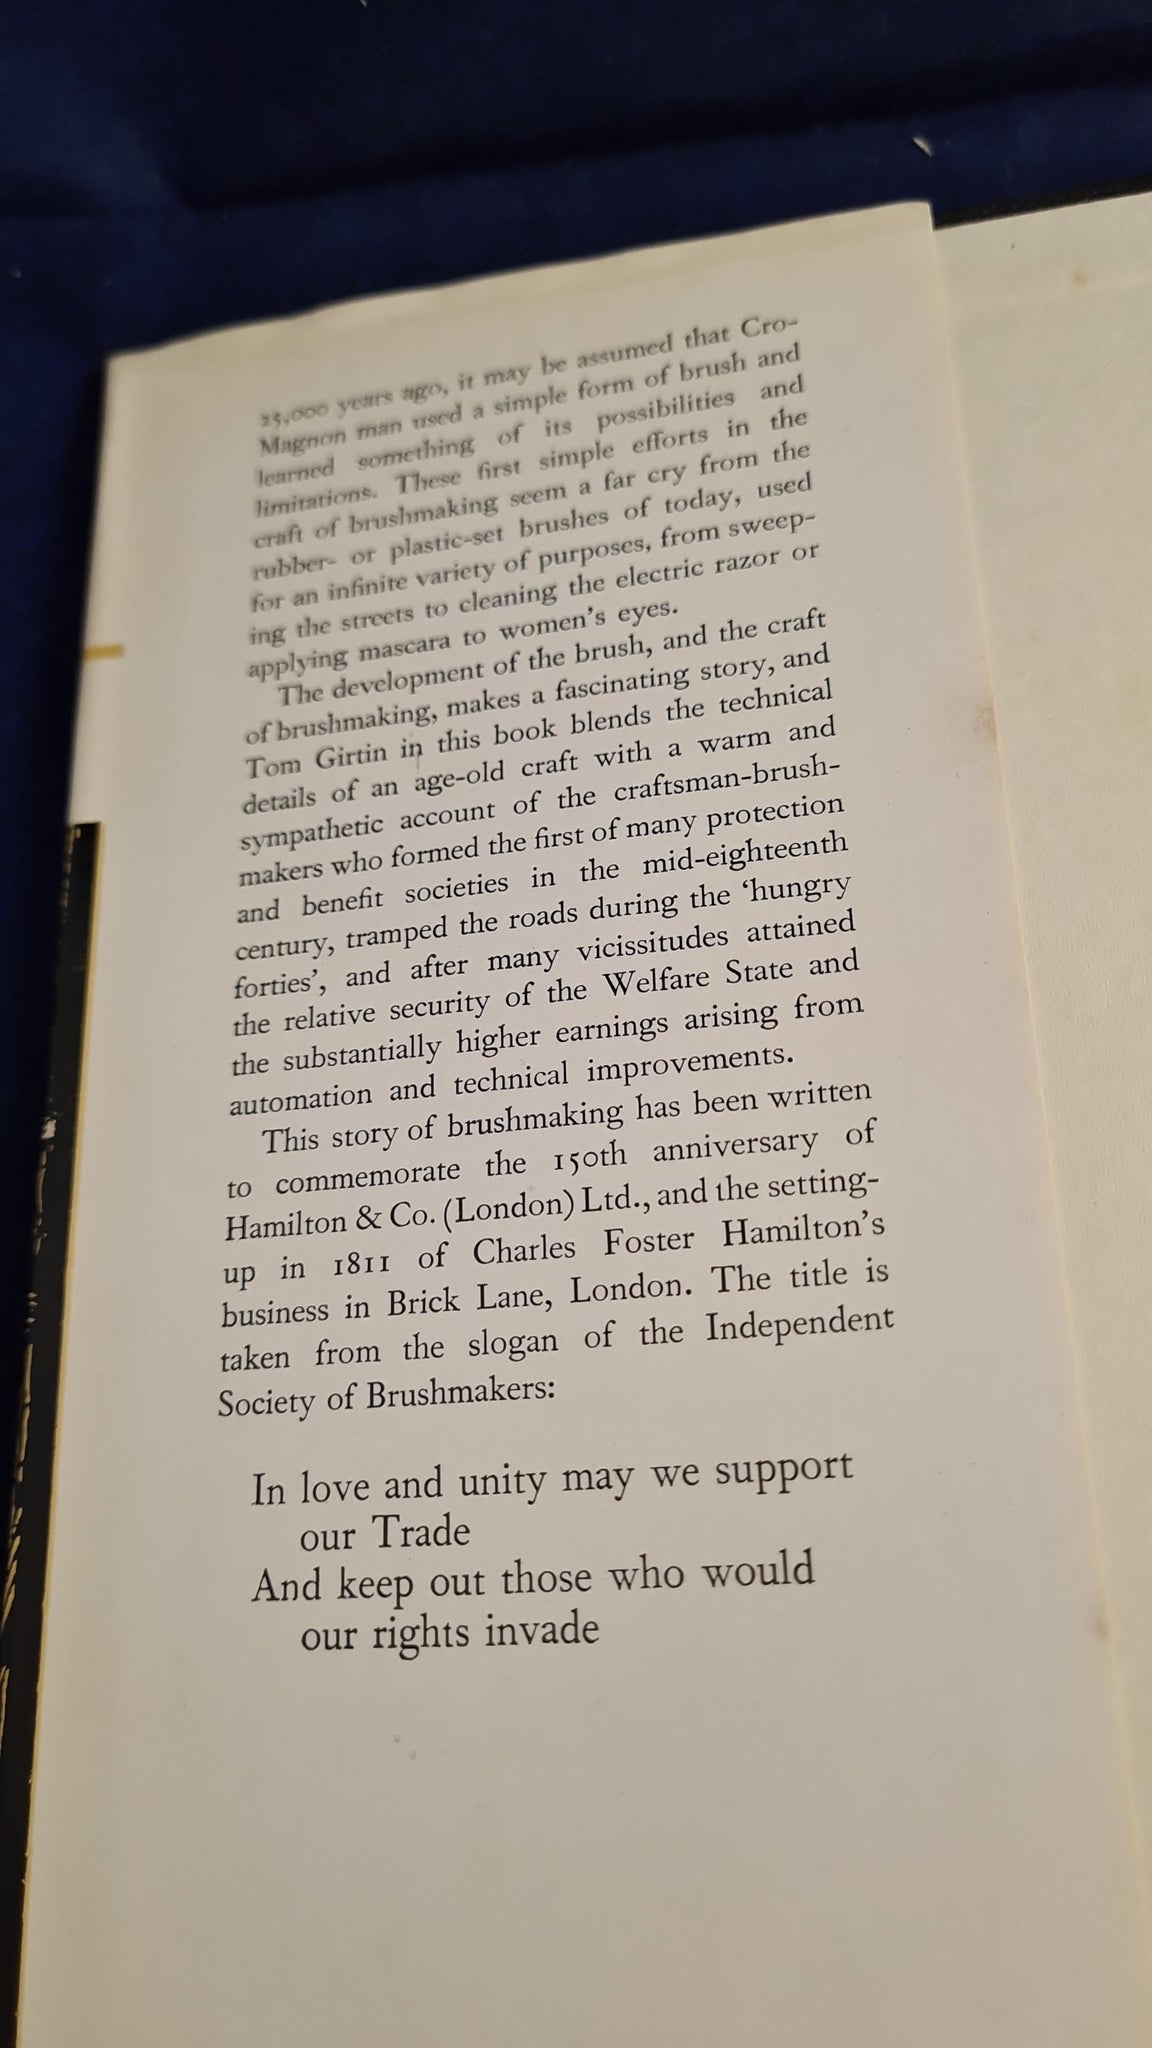 25,000 years ago, it may be assumed that Cro-
Magnon man used a simple form of brush and
learned something of its possibilities and
limitations. These first simple efforts in the
craft of brushmaking seem a far cry from the
rubber- or plastic-set brushes of today, used
for an infinite variety of purposes, from sweep-
ing the streets to cleaning the electric razor or
applying mascara to women's eyes.
The development of the brush, and the craft
of brushmaking, makes a fascinating story, and
Tom Girtin in this book blends the technical
details of an age-old craft with a warm and
sympathetic account of the craftsman-brush-
makers who formed the first of many protection
and benefit societies in the mid-eighteenth
century, tramped the roads during the 'hungry
forties', and after many vicissitudes attained
the relative security of the Welfare State and
the substantially higher earnings arising from
automation and technical improvements.
This story of brushmaking has been written
to commemorate the 150th anniversary of
Hamilton & Co. (London) Ltd., and the setting-
up in 1811 of Charles Foster Hamilton's
business in Brick Lane, London. The title is
taken from the slogan of the Independent
Society of Brushmakers:
In love and unity may we support
our Trade
And keep out those who would
our rights invade